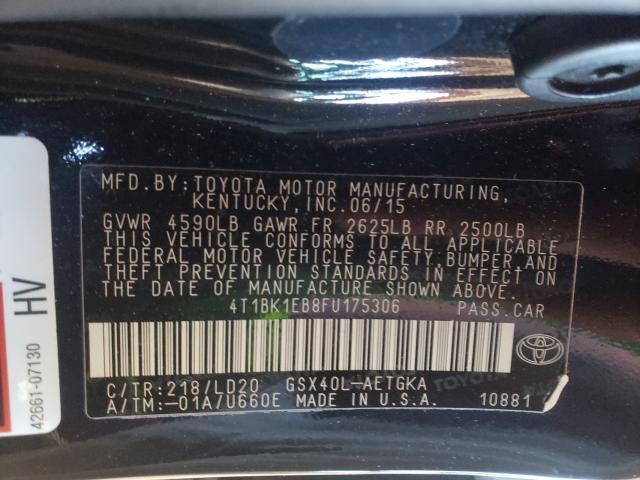 MFD.BY:TOYOTA MOTOR MANUFACTURING,
KENTUCKY, INC.06/15
GVWR 4590LB GAWR FR 2625LB RR 2500LB
THIS VEHICLE CONFORMS TO ALL APPLICABLE
FEDERAL MOTOR VEHICLE SAFETY, BUMPER, AND
THEFT PREVENTION STANDARDS IN EFFECT ON
THE DATE OF MANUFACTURE SHOWN ABOVE.
4T1BK1EB8FU175306 PASS.CAR
C/TR:218/LD20 GSX40L-AETGKA
A/TM:-01A/U660E MADE IN U.S.A. 10881
HV
42661-07130